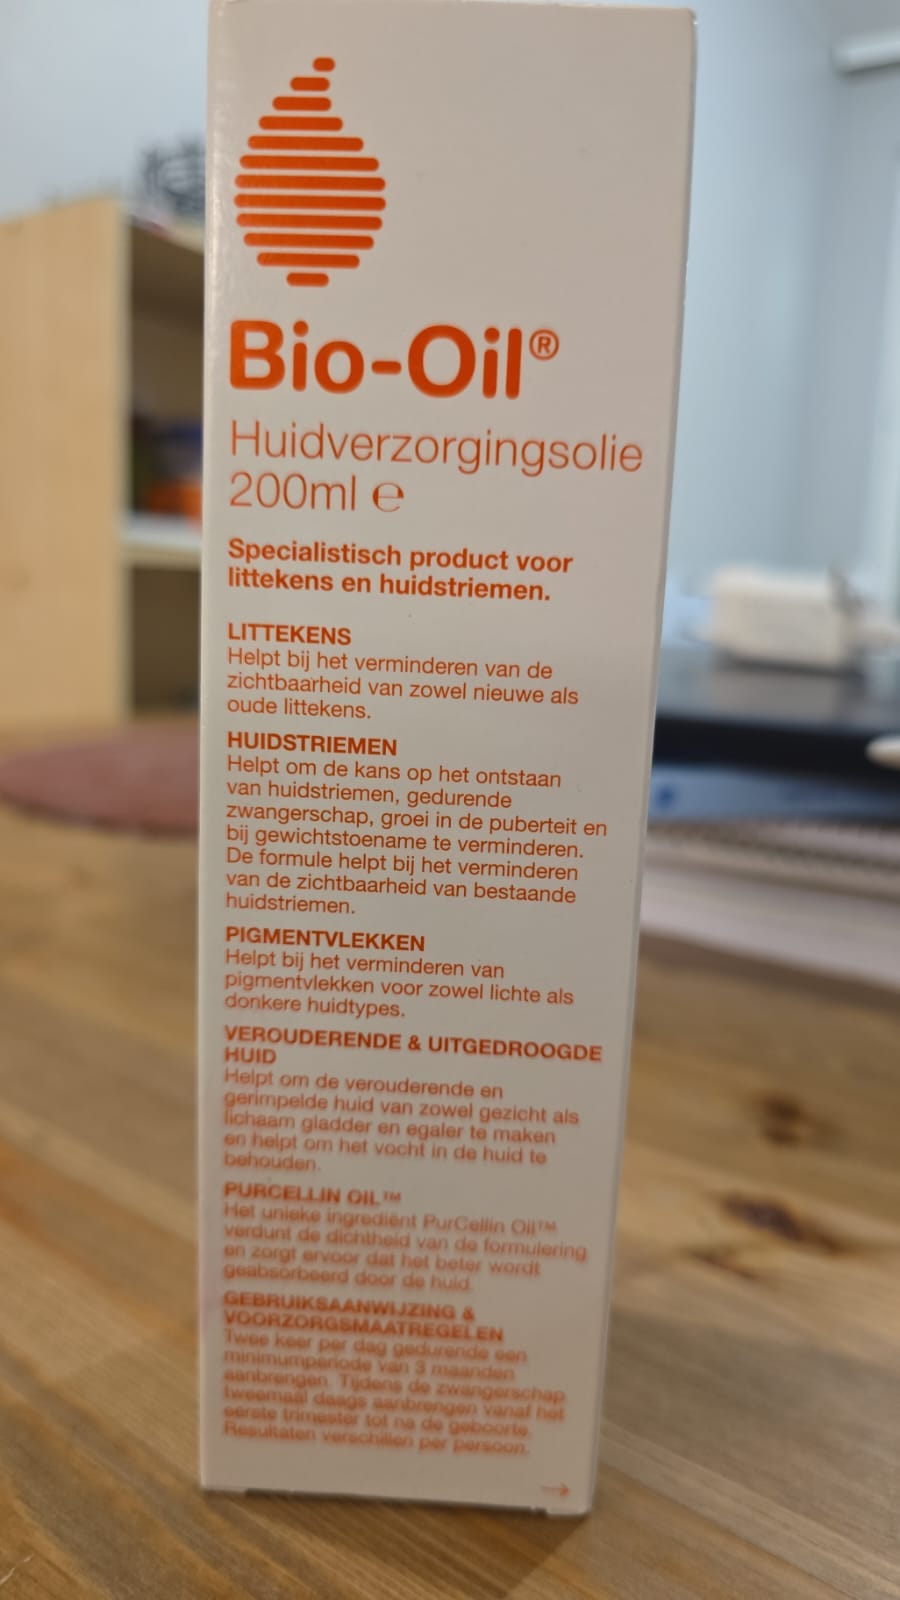 Bio-Oil®
Huidverzorgingsolie
200ml ℮
Specialistisch product voor
littekens en huidstriemen.
LITTEKENS
Helpt bij het verminderen van de
zichtbaarheid van zowel nieuwe als
oude littekens.
HUIDSTRIEMEN
Helpt om de kans op het ontstaan
van huidstriemen, gedurende
zwangerschap, groei in de puberteit en
bij gewichtstoename te verminderen.
De formule helpt bij het verminderen
van de zichtbaarheid van bestaande
huidstriemen.
PIGMENTVLEKKEN
Helpt bij het verminderen van
pigmentvlekken voor zowel lichte als
donkere huidtypes.
VEROUDERENDE & UITGEDROOGDE
HUID
Helpt om de verouderende en
gerimpelde huid van zowel gezicht als
lichaam gladder en egaler te maken
en helpt om het vocht in de huid te
behouden.
PURCELLIN OIL™
Het unieke ingrediënt PurCellin Oil™
verdunt de dichtheid van de formulering
en zorgt ervoor dat het beter wordt
geabsorbeerd door de huid.
GEBRUIKSAANWIJZING &
VOORZORGSMAATREGELEN
Twee keer per dag gedurende een
minimumperiode van 3 maanden
aanbrengen. Tijdens de zwangerschap
tweemaal daags aanbrengen vanaf het
eerste trimester tot na de geboorte.
Resultaten verschillen per persoon.